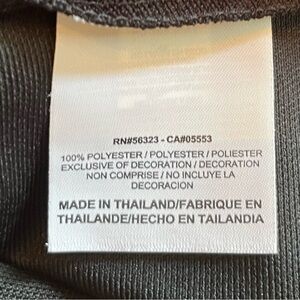 RN#56323 - CA#05553
100% POLYESTER / POLYESTER / POLIESTER
EXCLUSIVE OF DECORATION / DECORATION
NON COMPRISE / NO INCLUYE LA
DECORACION
MADE IN THAILAND/FABRIQUE EN
THAILANDE/HECHO EN TAILANDIA